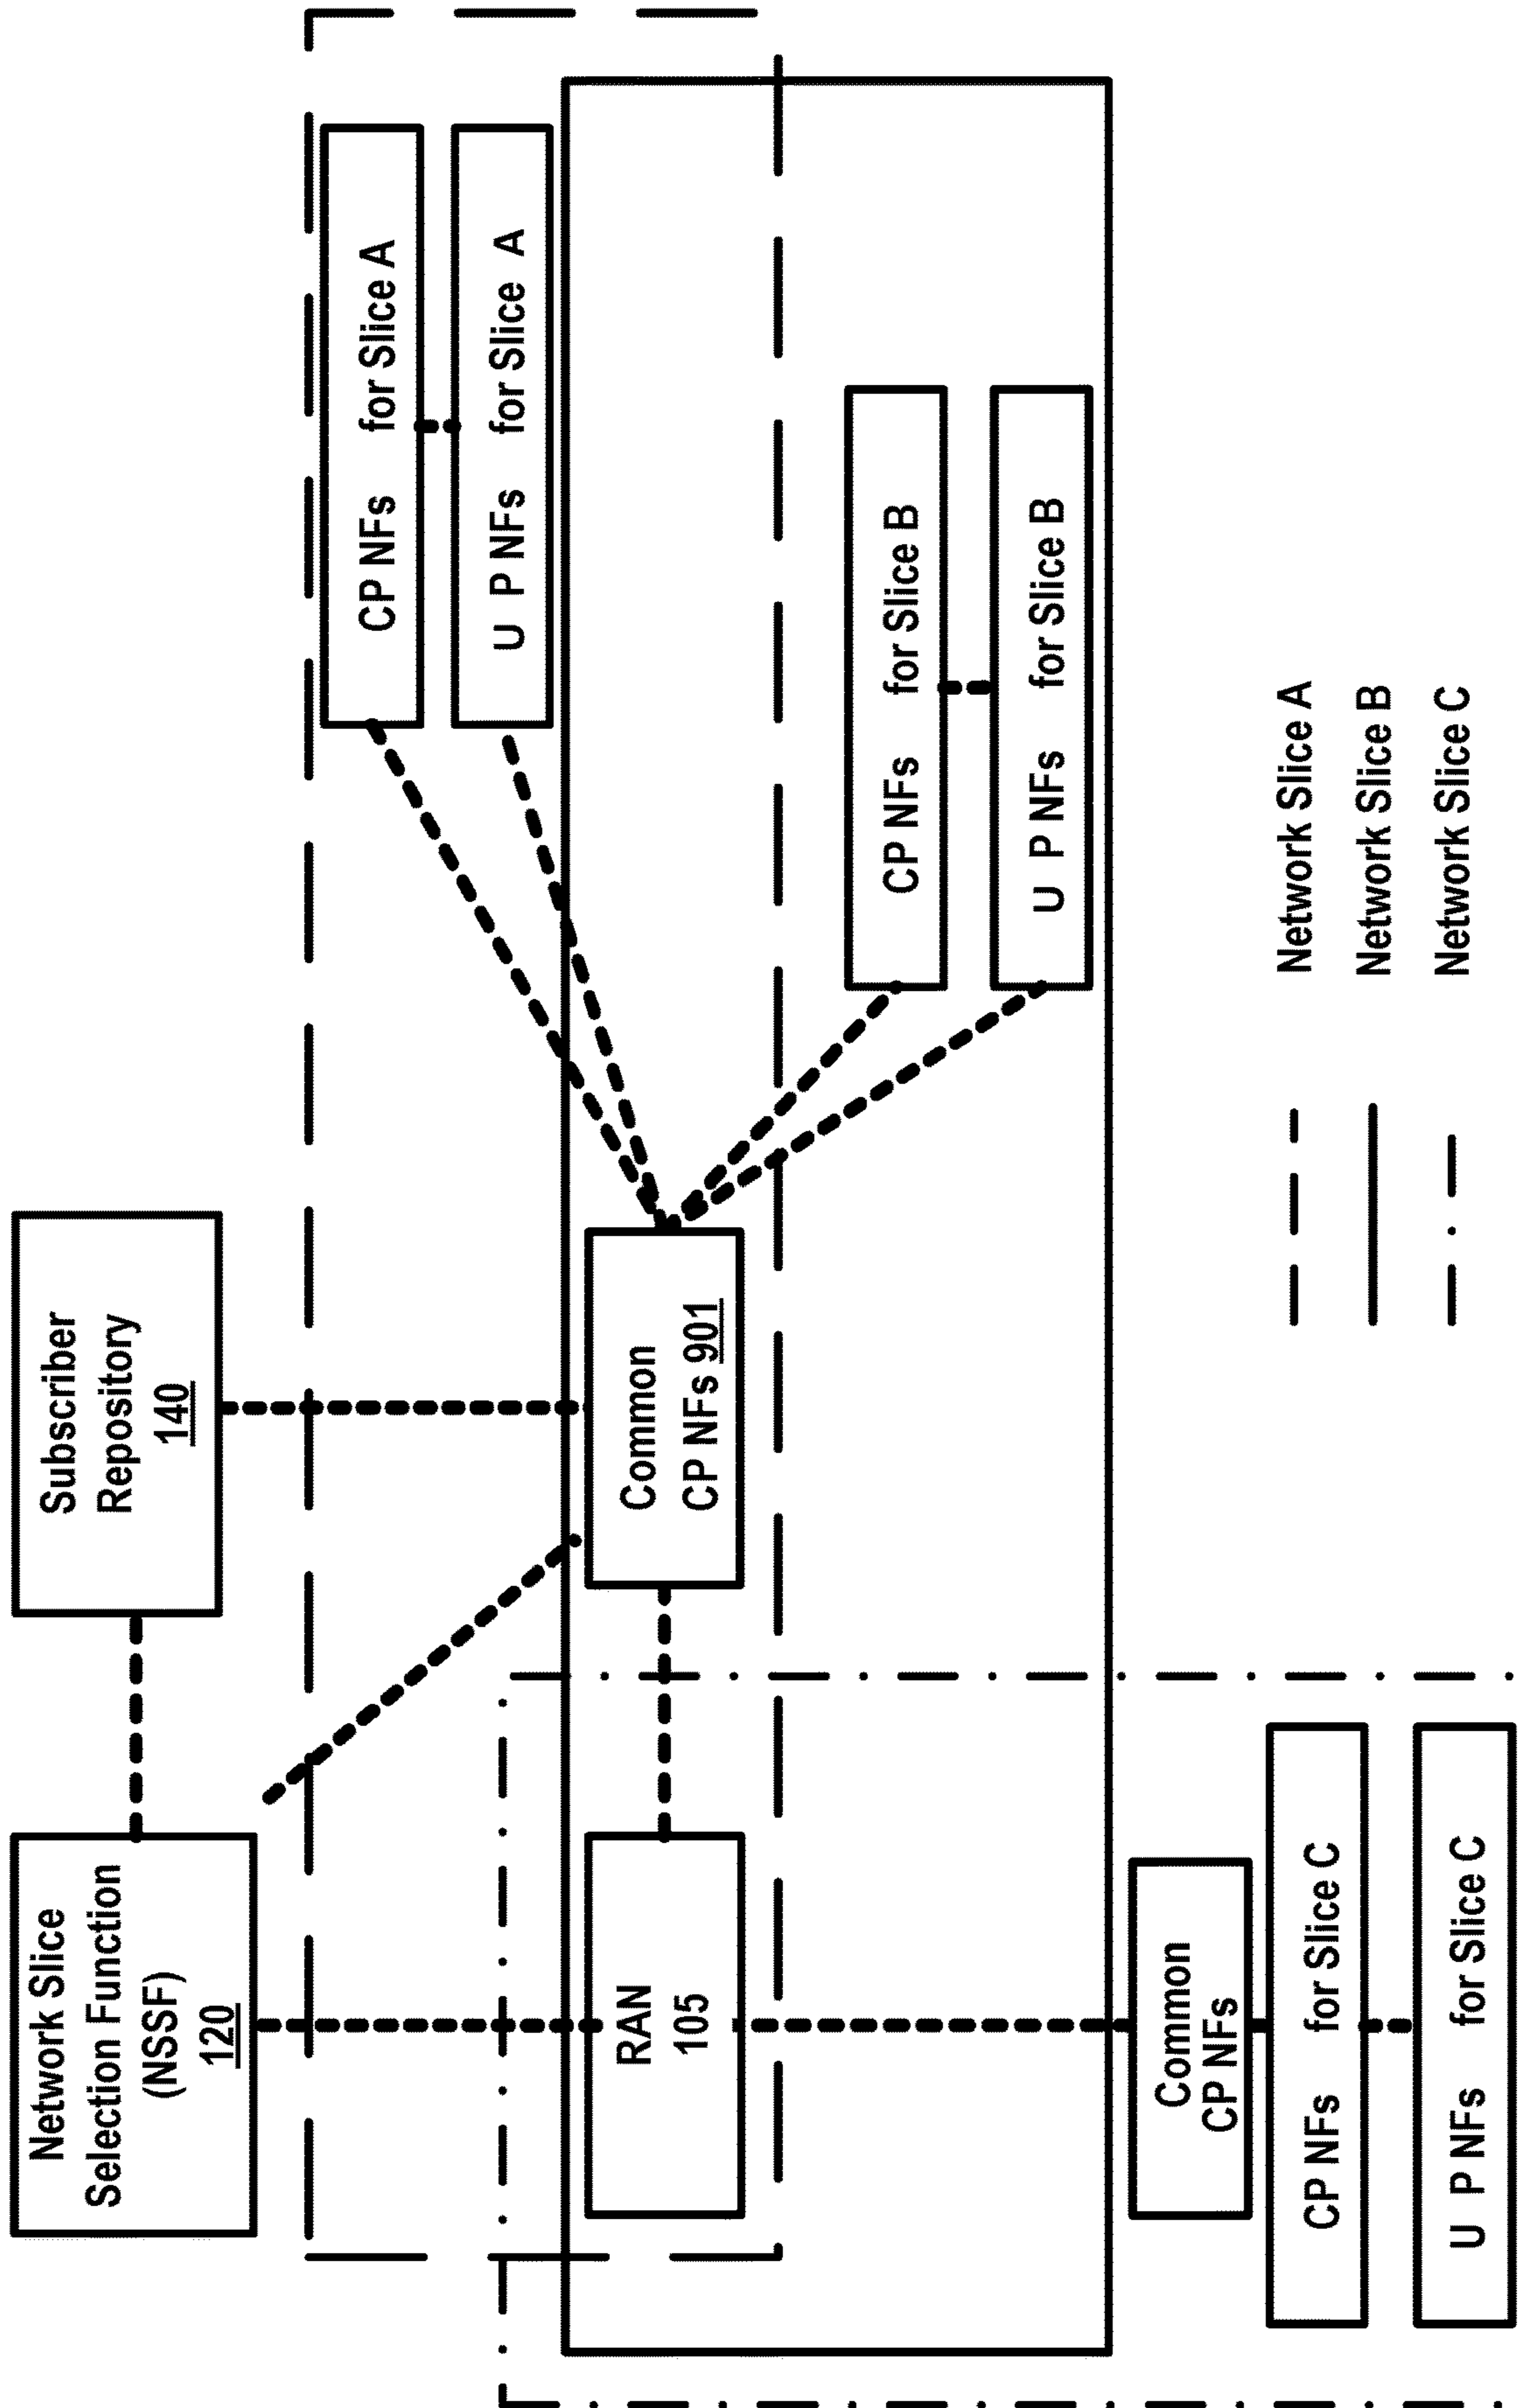 Network Slice
Selection Function
(NSSF)
120
Subscriber
Repository
140
CP NFs for Slice A
U P NFs for Slice A
RAN
105
Common
CP NFs 901
CP NFs for Slice B
U P NFs for Slice B
Common
CP NFs
CP NFs for Slice C
U P NFs for Slice C
Network Slice A
Network Slice B
Network Slice C